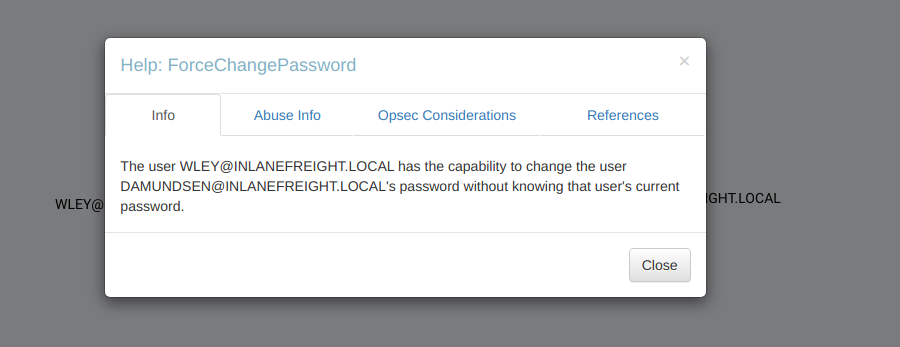 Help: ForceChangePassword
×
Info
Abuse Info
Opsec Considerations
References
The user WLEY@INLANEFREIGHT.LOCAL has the capability to change the user
DAMUNDSEN@INLANEFREIGHT.LOCAL's password without knowing that user's current
password.
WLEY@
IGHT.LOCAL
Close